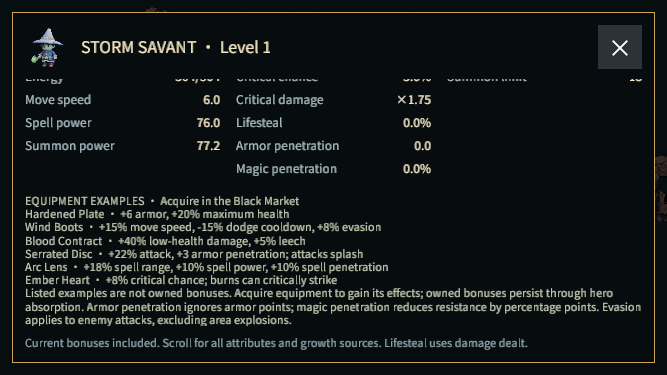 STORM SAVANT • Level 1
Energy Critical chance Summon limit
Move speed 6.0 Critical damage ×1.75
Spell power 76.0 Lifesteal 0.0%
Summon power 77.2 Armor penetration 0.0
Magic penetration 0.0%
EQUIPMENT EXAMPLES • Acquire in the Black Market
Hardened Plate • +6 armor, +20% maximum health
Wind Boots • +15% move speed, -15% dodge cooldown, +8% evasion
Blood Contract • +40% low-health damage, +5% leech
Serrated Disc • +22% attack, +3 armor penetration; attacks splash
Arc Lens • +18% spell range, +10% spell power, +10% spell penetration
Ember Heart • +8% critical chance; burns can critically strike
Listed examples are not owned bonuses. Acquire equipment to gain its effects; owned bonuses persist through hero
absorption. Armor penetration ignores armor points; magic penetration reduces resistance by percentage points. Evasion
applies to enemy attacks, excluding area explosions.
Current bonuses included. Scroll for all attributes and growth sources. Lifesteal uses damage dealt.